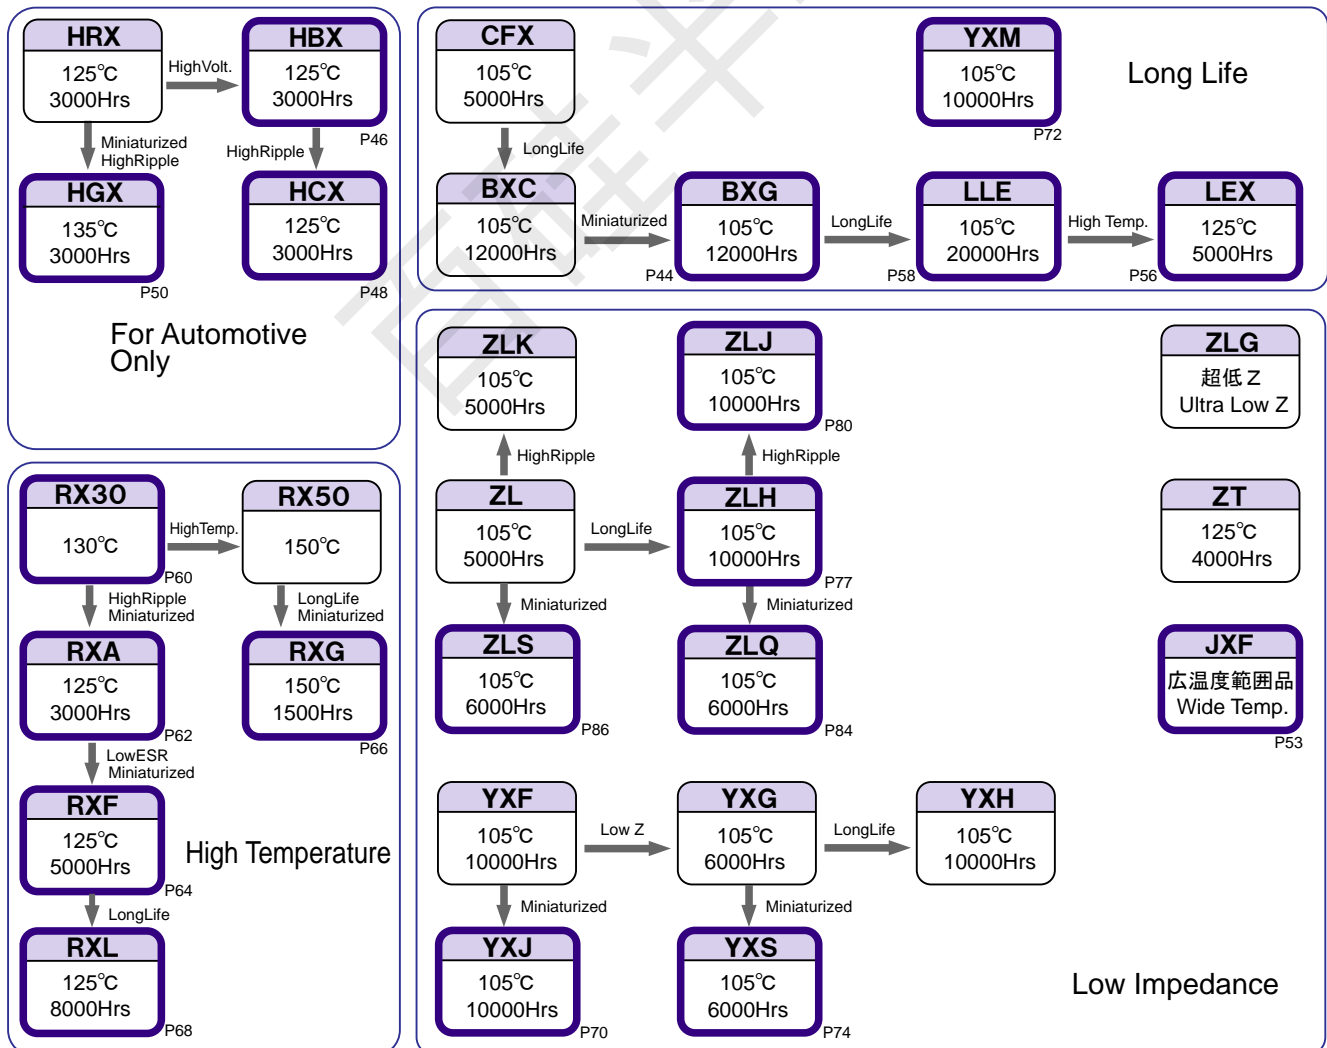 HRX
125℃
3000Hrs
HighVolt.
HBX
125℃
3000Hrs
P46
Miniaturized
HighRipple
HighRipple
HGX
135℃
3000Hrs
P50
HCX
125℃
3000Hrs
P48
For Automotive
Only
CFX
105℃
5000Hrs
YXM
105℃
10000Hrs
P72
Long Life
LongLife
BXC
105℃
12000Hrs
Miniaturized
BXG
105℃
12000Hrs
P44
LongLife
LLE
105℃
20000Hrs
P58
High Temp.
LEX
125℃
5000Hrs
P56
RX30
130℃
P60
HighTemp.
RX50
150℃
HighRipple
Miniaturized
LongLife
Miniaturized
RXA
125℃
3000Hrs
P62
RXG
150℃
1500Hrs
P66
LowESR
Miniaturized
RXF
125℃
5000Hrs
P64
High Temperature
LongLife
RXL
125℃
8000Hrs
P68
ZLK
105℃
5000Hrs
ZLJ
105℃
10000Hrs
P80
ZLG
超低Z
Ultra Low Z
HighRipple
HighRipple
ZL
105℃
5000Hrs
LongLife
ZLH
105℃
10000Hrs
P77
ZT
125℃
4000Hrs
Miniaturized
Miniaturized
ZLS
105℃
6000Hrs
P86
ZLQ
105℃
6000Hrs
P84
JXF
広温度範囲品
Wide Temp.
P53
YXF
105℃
10000Hrs
Low Z
YXG
105℃
6000Hrs
LongLife
YXH
105℃
10000Hrs
Miniaturized
Miniaturized
YXJ
105℃
10000Hrs
P70
YXS
105℃
6000Hrs
P74
Low Impedance